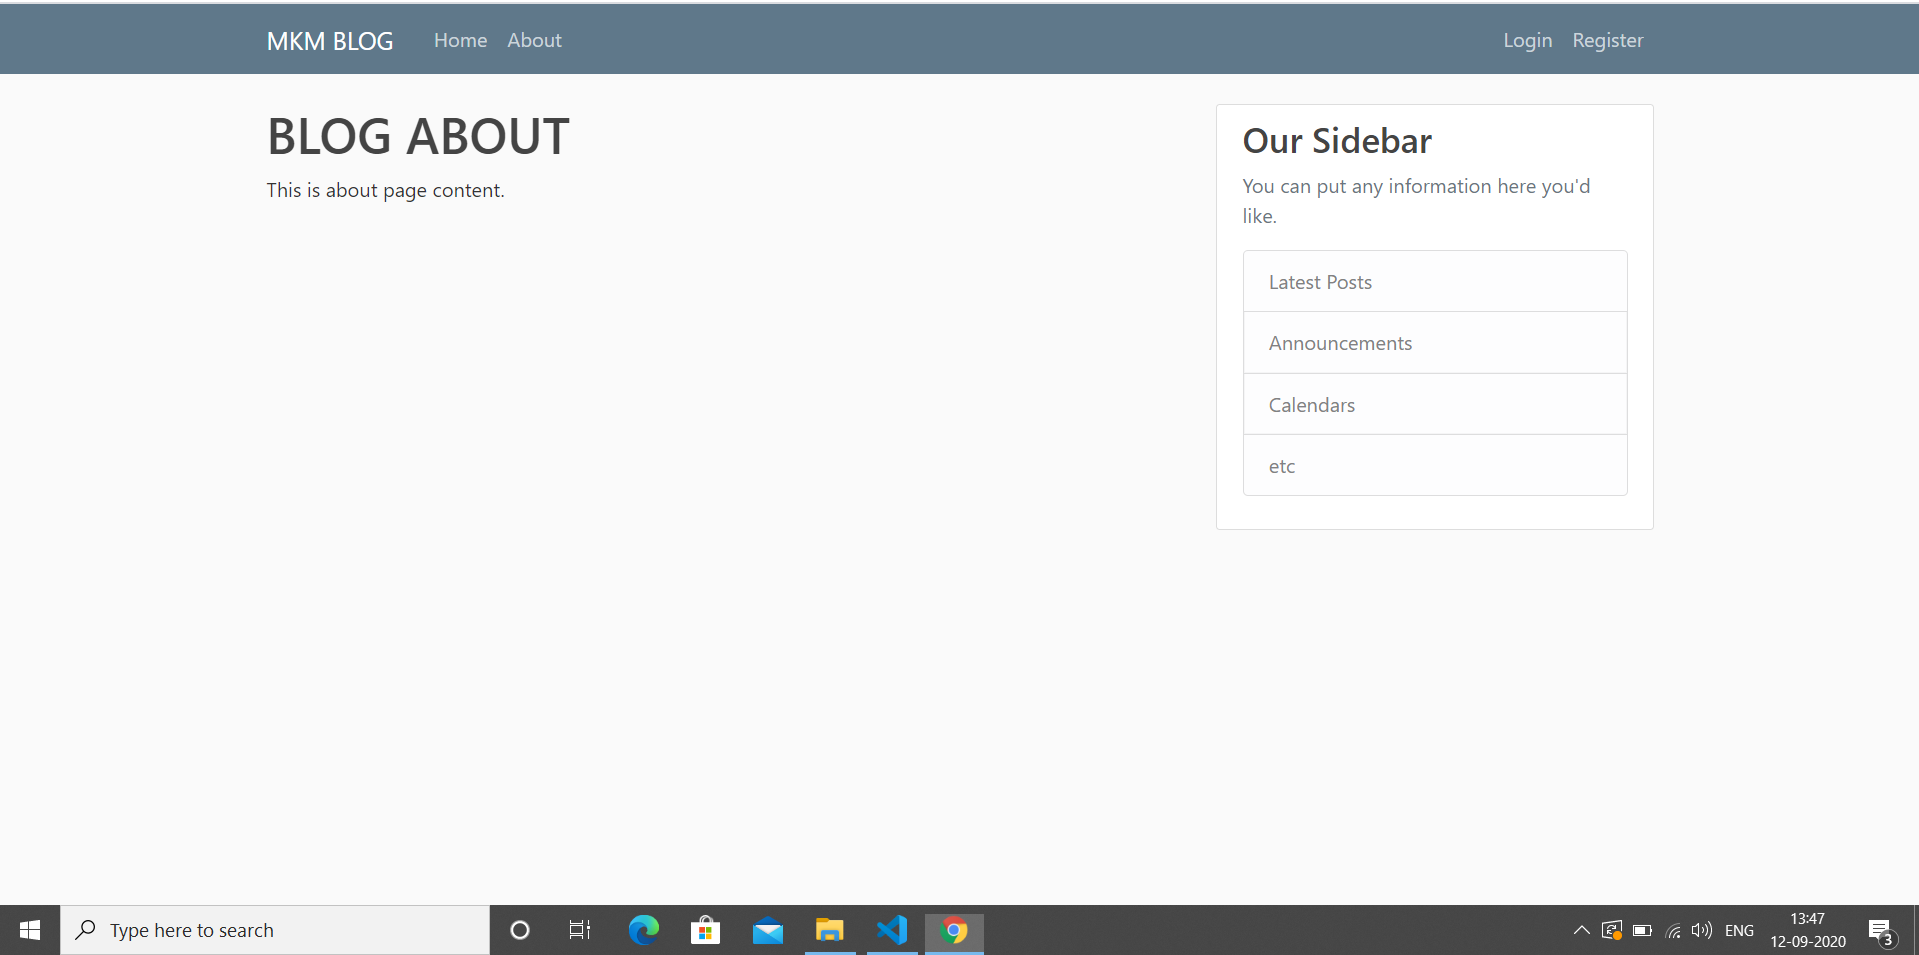 MKM BLOG Home About Login Register
BLOG ABOUT
This is about page content.
Our Sidebar
You can put any information here you'd
like.
Latest Posts
Announcements
Calendars
etc
Type here to search
ENG
13:47
12-09-2020
3